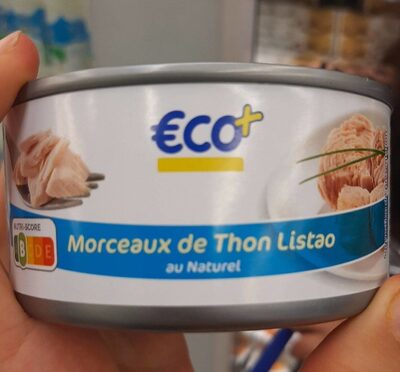 €CO+
NUTRI-SCORE
B C D E
Morceaux de Thon Listao
au Naturel